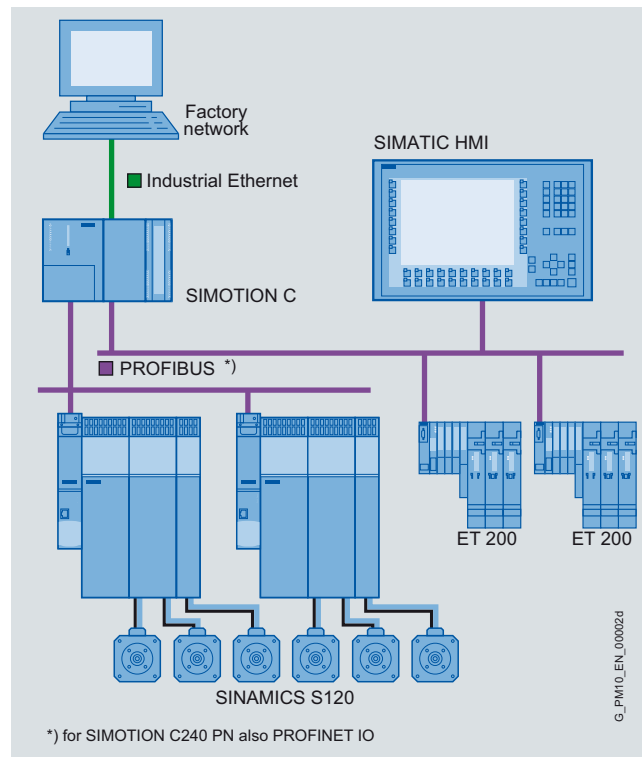 Factory
network
SIMATIC HMI
Industrial Ethernet
SIMOTION C
PROFIBUS *)
ET 200
ET 200
SINAMICS S120
G_PM10_EN_00002d
*) for SIMOTION C240 PN also PROFINET IO